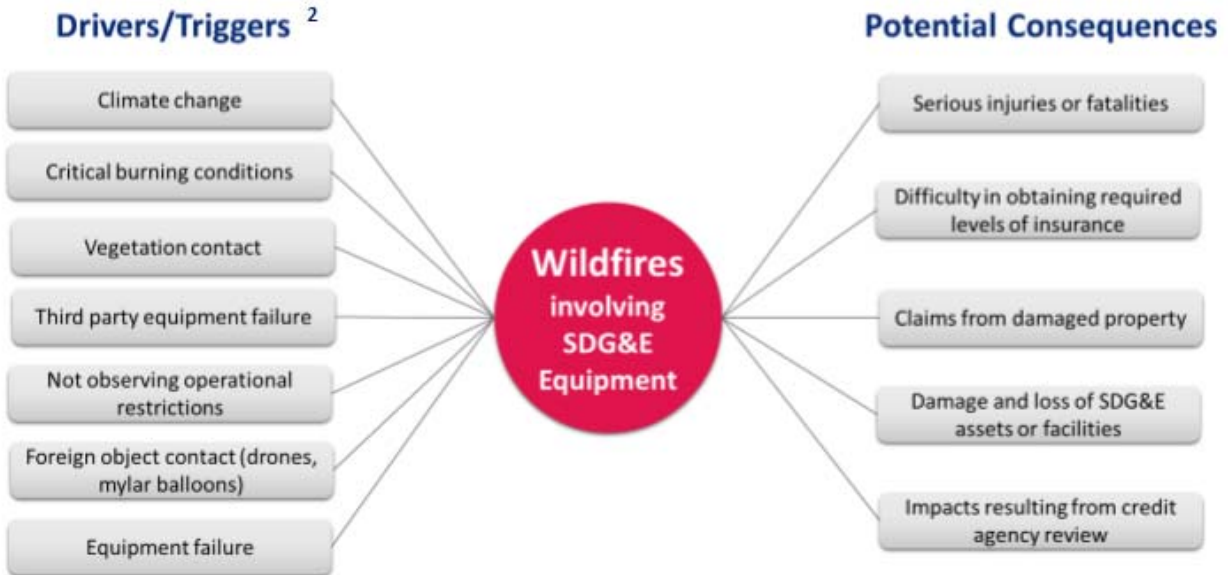 Drivers/Triggers 2
Climate change
Critical burning conditions
Vegetation contact
Third party equipment failure
Not observing operational
restrictions
Foreign object contact (drones,
mylar balloons)
Equipment failure
Wildfires
involving
SDG&E
Equipment
Potential Consequences
Serious injuries or fatalities
Difficulty in obtaining required
levels of insurance
Claims from damaged property
Damage and loss of SDG&E
assets or facilities
Impacts resulting from credit
agency review